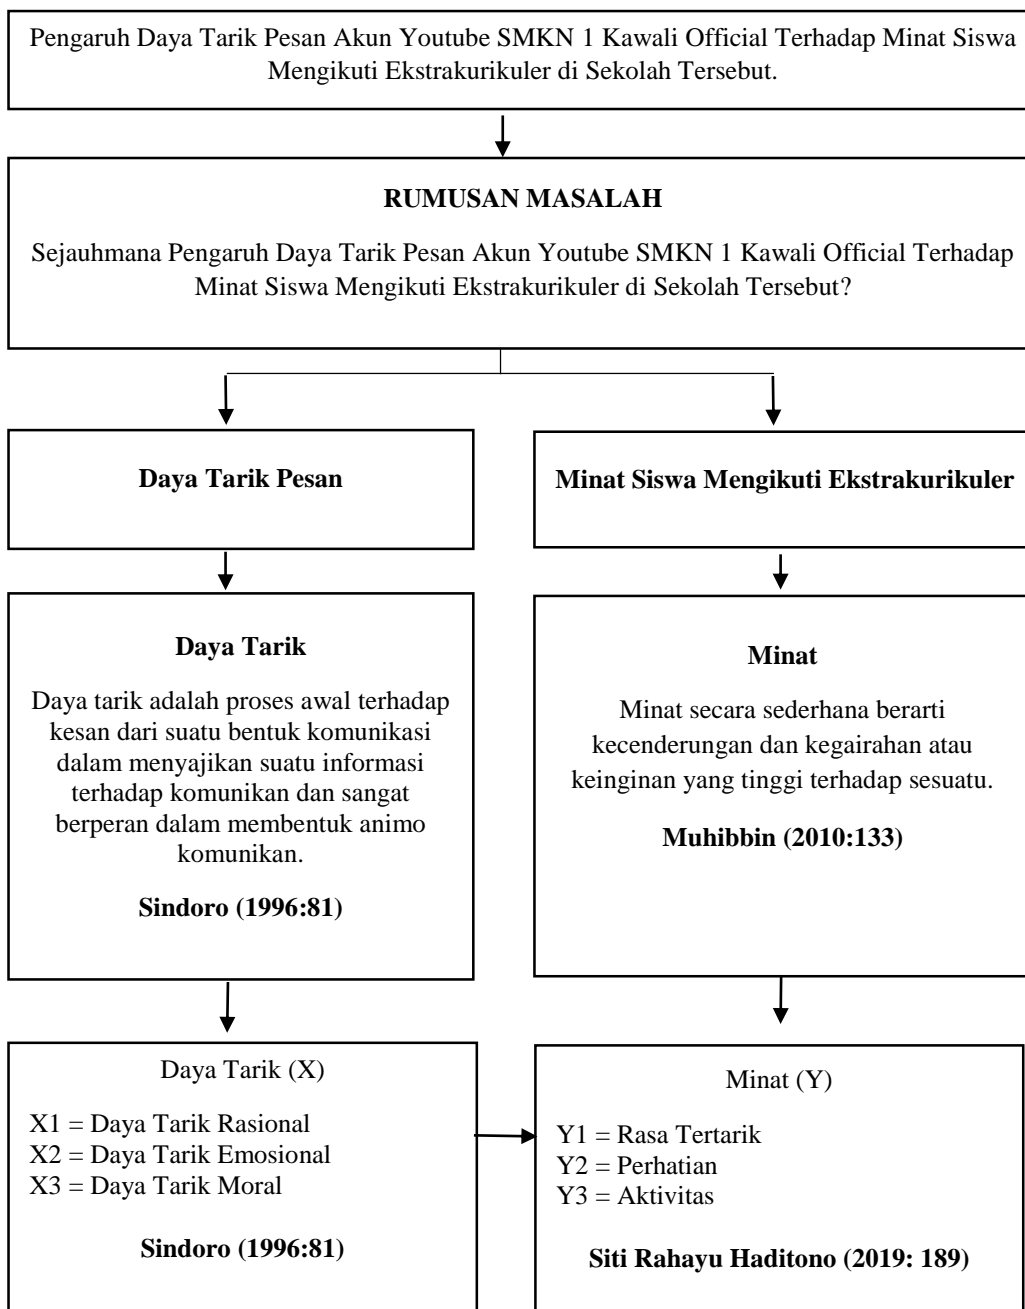 Pengaruh Daya Tarik Pesan Akun Youtube SMKN 1 Kawali Official Terhadap Minat Siswa
Mengikuti Ekstrakurikuler di Sekolah Tersebut.
RUMUSAN MASALAH
Sejauhmana Pengaruh Daya Tarik Pesan Akun Youtube SMKN 1 Kawali Official Terhadap
Minat Siswa Mengikuti Ekstrakurikuler di Sekolah Tersebut?
Daya Tarik Pesan
Minat Siswa Mengikuti Ekstrakurikuler
Daya Tarik
Daya tarik adalah proses awal terhadap
kesan dari suatu bentuk komunikasi
dalam menyajikan suatu informasi
terhadap komunikan dan sangat
berperan dalam membentuk animo
komunikan.
Sindoro (1996:81)
Minat
Minat secara sederhana berarti
kecenderungan dan kegairahan atau
keinginan yang tinggi terhadap sesuatu.
Muhibbin (2010:133)
Daya Tarik (X)
X1 = Daya Tarik Rasional
X2 = Daya Tarik Emosional
X3 = Daya Tarik Moral
Sindoro (1996:81)
Minat (Y)
Y1 = Rasa Tertarik
Y2 = Perhatian
Y3 = Aktivitas
Siti Rahayu Haditono (2019: 189)